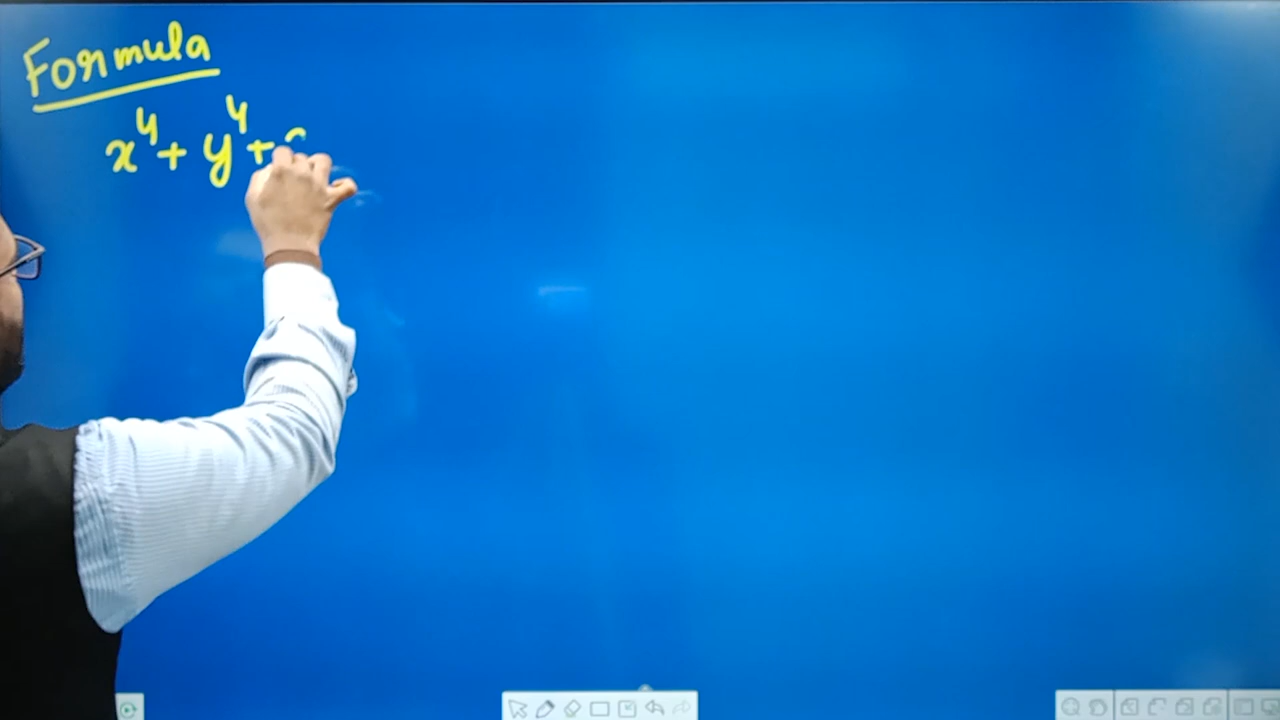 Formula
x⁴ + y⁴ +